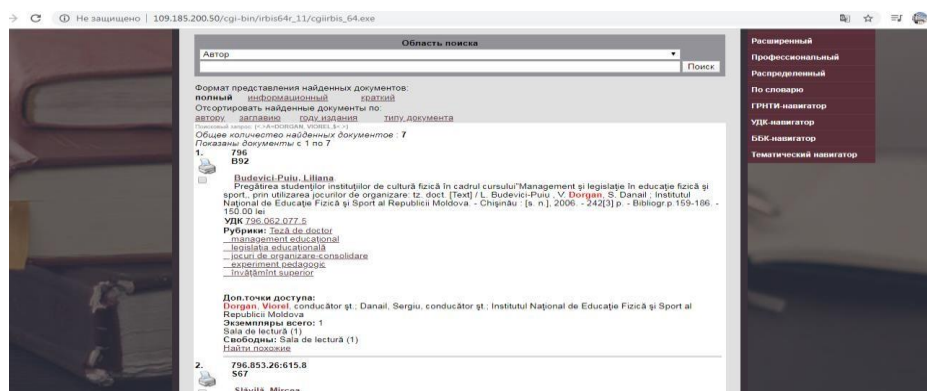 Не защищено | 109.185.200.50/cgi-bin/irbis64r_11/cgiirbis_64.exe
Область поиска
Автор
Поиск
Формат представления найденных документов:
полный информационный краткий
Отсортировать найденные документы по:
автору заглавию году издания типу документа
Поисковый запрос: (<.>A=DORGAN, VIOREL,$<.>)
Общее количество найденных документов : 7
Показаны документы с 1 по 7
1. 796
B92
Budevici-Puiu, Liliana
Pregătirea studenţilor instituţiilor de cultură fizică în cadrul cursului"Management şi legislaţie în educaţie fizică şi
sport., prin utilizarea jocurilor de organizare: tz. doct. [Text] / L. Budevici-Puiu , V. Dorgan, S. Danail ; Institutul
Naţional de Educaţie Fizică şi Sport al Republicii Moldova. - Chişinău : [s. n.], 2006. - 242[3] p. - Bibliogr.p.159-186. -
150.00 lei
УДК 796.062.077.5
Рубрики: Teză de doctor
management educaţional
legislaţia educaţională
jocuri de organizare-consolidare
experiment pedagogic
învăţămînt superior
Доп.точки доступа:
Dorgan, Viorel, conducător şt.; Danail, Sergiu, conducător şt.; Institutul Naţional de Educaţie Fizică şi Sport al
Republicii Moldova
Экземпляры всего: 1
Sala de lectură (1)
Свободны: Sala de lectură (1)
Найти похожие
2. 796.853.26:615.8
S67
Slăvilă, Mircea
Расширенный
Профессиональный
Распределенный
По словарю
ГРНТИ-навигатор
УДК-навигатор
ББК-навигатор
Тематический навигатор